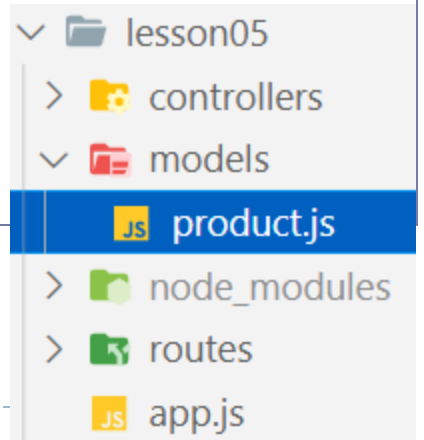 lesson05
controllers
models
JS product.js
node_modules
routes
JS app.js